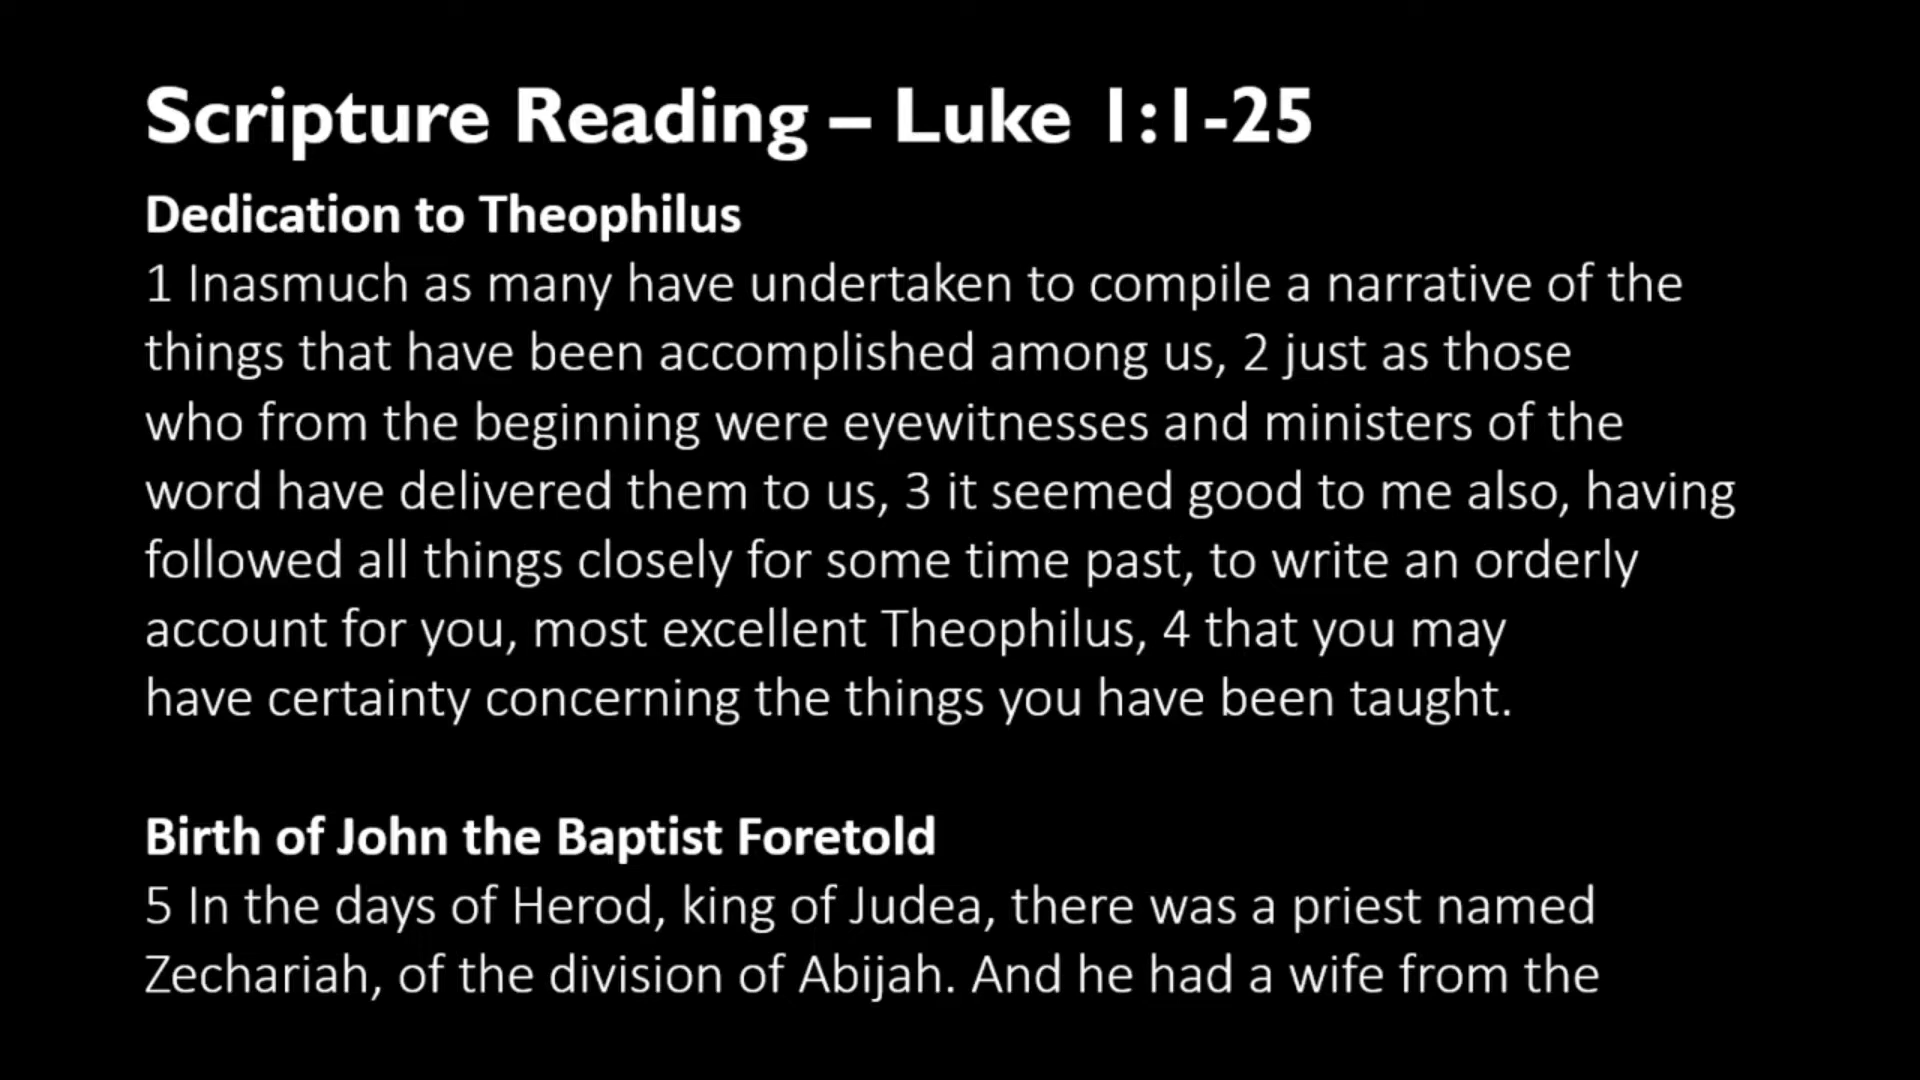 Scripture Reading – Luke 1:1-25
Dedication to Theophilus
1 Inasmuch as many have undertaken to compile a narrative of the
things that have been accomplished among us, 2 just as those
who from the beginning were eyewitnesses and ministers of the
word have delivered them to us, 3 it seemed good to me also, having
followed all things closely for some time past, to write an orderly
account for you, most excellent Theophilus, 4 that you may
have certainty concerning the things you have been taught.
Birth of John the Baptist Foretold
5 In the days of Herod, king of Judea, there was a priest named
Zechariah, of the division of Abijah. And he had a wife from the